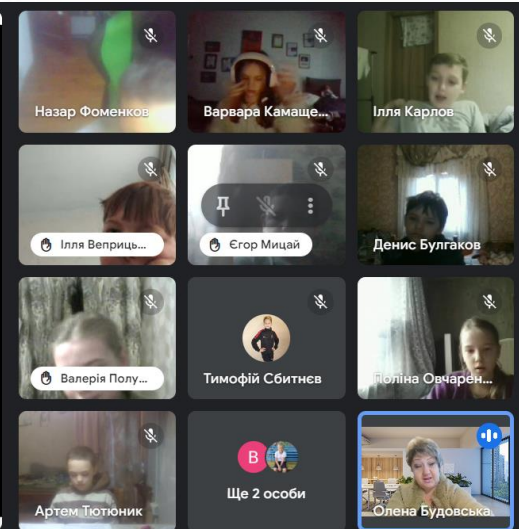 Назар Фоменков
Варвара Камаще...
Ілля Карлов
Ілля Веприць...
Єгор Мицай
Денис Булгаков
Валерія Полу...
Тимофій Сбитнєв
Поліна Овчарен...
Артем Тютюник
В
Ще 2 особи
Олена Будовська